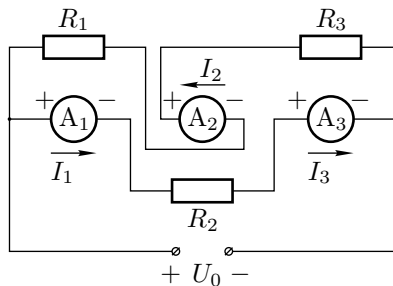 R₁ R₃
I₂
+ − + − + −
A₁ A₂ A₃
I₁ I₃
R₂
+ U₀ −